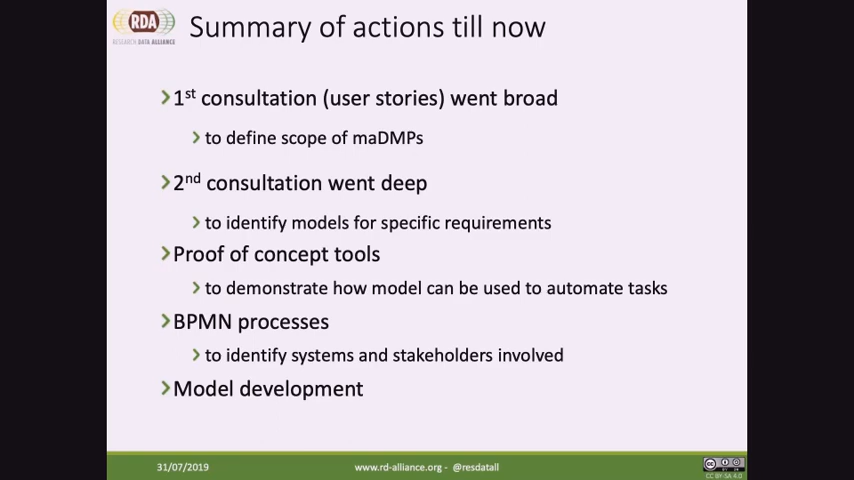 RDA
RESEARCH DATA ALLIANCE
Summary of actions till now
1st consultation (user stories) went broad
to define scope of maDMPs
2nd consultation went deep
to identify models for specific requirements
Proof of concept tools
to demonstrate how model can be used to automate tasks
BPMN processes
to identify systems and stakeholders involved
Model development
31/07/2019
www.rd-alliance.org - @resdatall
CC BY-SA 4.0